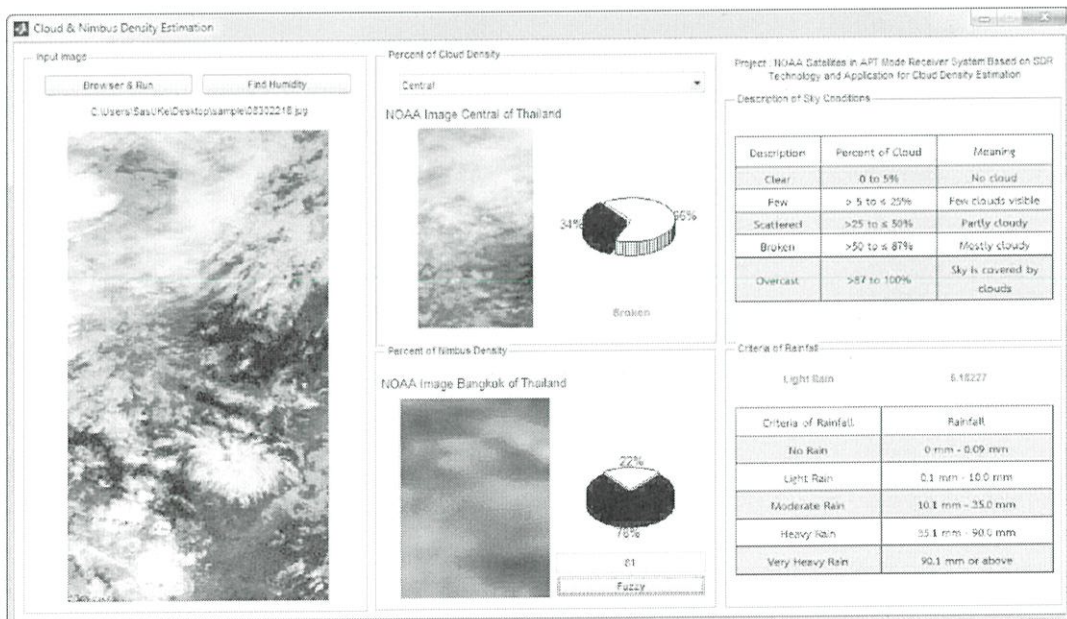 Cloud & Nimbus Density Estimation
Input Image
Browser & Run
Find Humidity
C:\Users\SasUKe\Desktop\sample\08302218.jpg
Percent of Cloud Density
Central
NOAA Image Central of Thailand
34%
66%
Broken
Percent of Nimbus Density
NOAA Image Bangkok of Thailand
22%
78%
81
Fuzzy
Project : NOAA Satellites in APT Mode Receiver System Based on SDR
Technology and Application for Cloud Density Estimation
Description of Sky Conditions
Description Percent of Cloud Meaning
Clear 0 to 5% No cloud
Few > 5 to ≤ 25% Few clouds visible
Scattered >25 to ≤ 50% Partly cloudy
Broken >50 to ≤ 87% Mostly cloudy
Overcast >87 to 100% Sky is covered by
clouds
Criteria of Rainfall
Light Rain 6.18227
Criteria of Rainfall Rainfall
No Rain 0 mm - 0.09 mm
Light Rain 0.1 mm - 10.0 mm
Moderate Rain 10.1 mm - 35.0 mm
Heavy Rain 35.1 mm - 90.0 mm
Very Heavy Rain 90.1 mm or above